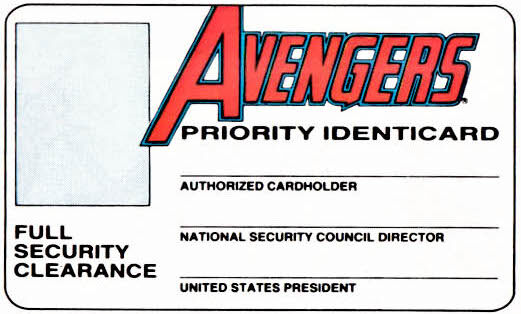 AVENGERS
PRIORITY IDENTICARD
AUTHORIZED CARDHOLDER
NATIONAL SECURITY COUNCIL DIRECTOR
UNITED STATES PRESIDENT
FULL
SECURITY
CLEARANCE